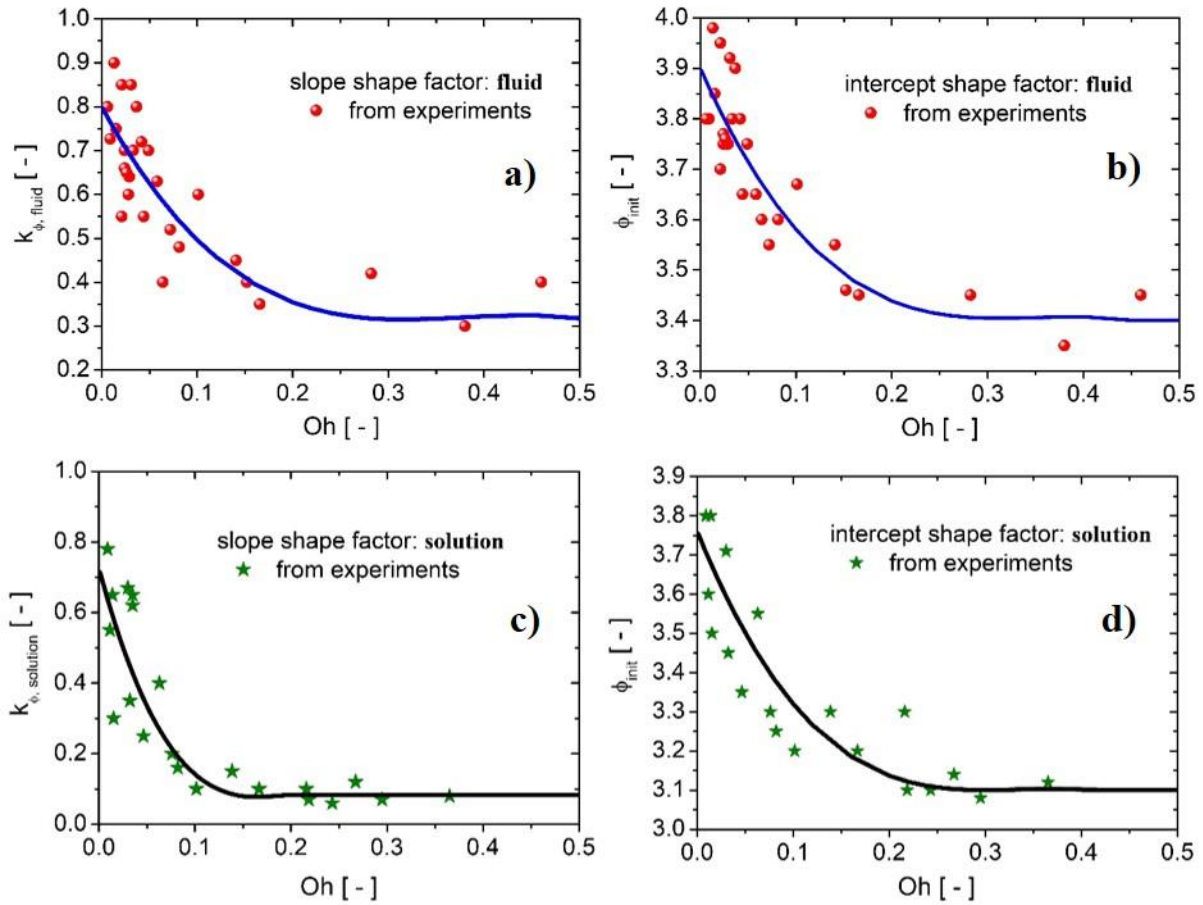 1.0
0.9
0.8
0.7
0.6
0.5
0.4
0.3
0.2
k ϕ, fluid [ - ]
slope shape factor: fluid
from experiments
a)
0.0 0.1 0.2 0.3 0.4 0.5
Oh [ - ]
4.0
3.9
3.8
3.7
3.6
3.5
3.4
3.3
ϕ init [ - ]
intercept shape factor: fluid
from experiments
b)
0.0 0.1 0.2 0.3 0.4 0.5
Oh [ - ]
1.0
0.8
0.6
0.4
0.2
0.0
k ϕ, solution [ - ]
slope shape factor: solution
from experiments
c)
0.0 0.1 0.2 0.3 0.4 0.5
Oh [ - ]
3.9
3.8
3.7
3.6
3.5
3.4
3.3
3.2
3.1
3.0
ϕ init [ - ]
intercept shape factor: solution
from experiments
d)
0.0 0.1 0.2 0.3 0.4 0.5
Oh [ - ]